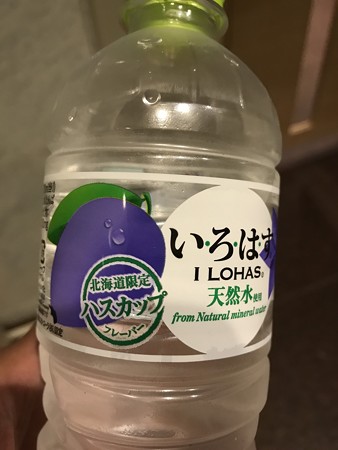 い・ろ・は・す
I LOHAS®
天然水使用
from Natural mineral water
北海道限定
ハスカップ
フレーバー